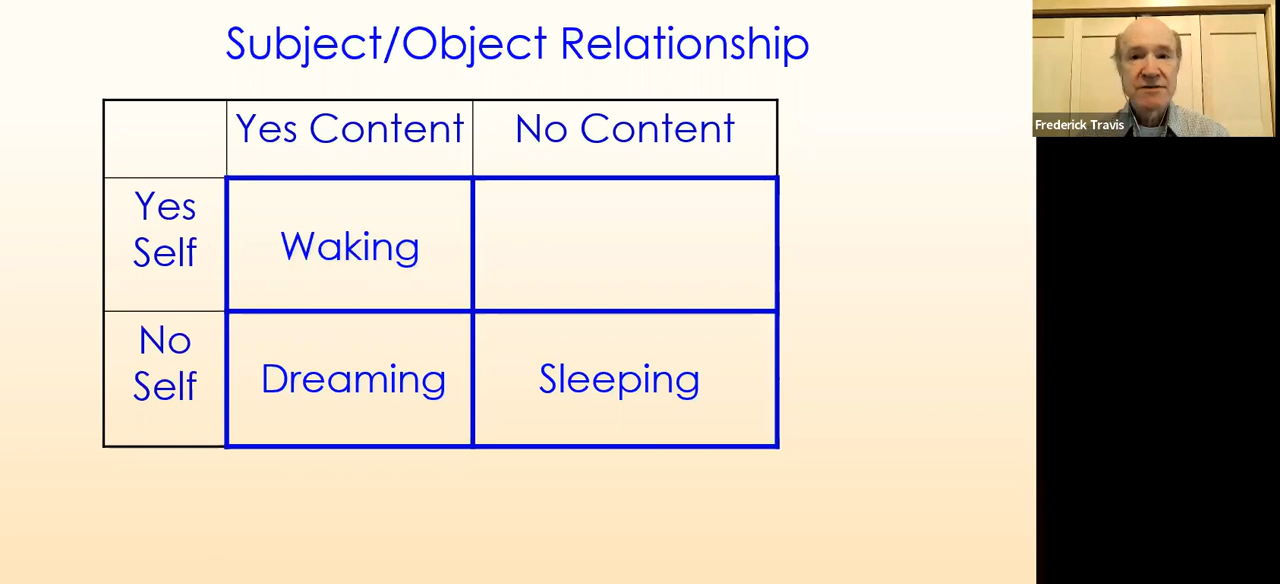 Subject/Object Relationship
Yes Content
No Content
Yes
Self
Waking
No
Self
Dreaming
Sleeping
Frederick Travis